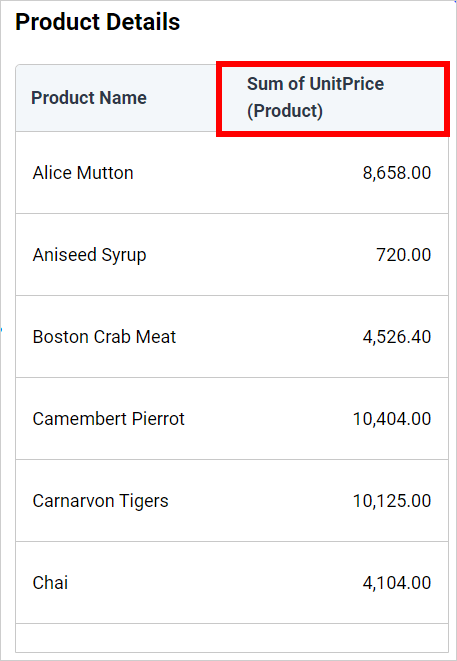 Product Details
Product Name
Sum of UnitPrice
(Product)
Alice Mutton 8,658.00
Aniseed Syrup 720.00
Boston Crab Meat 4,526.40
Camembert Pierrot 10,404.00
Carnarvon Tigers 10,125.00
Chai 4,104.00